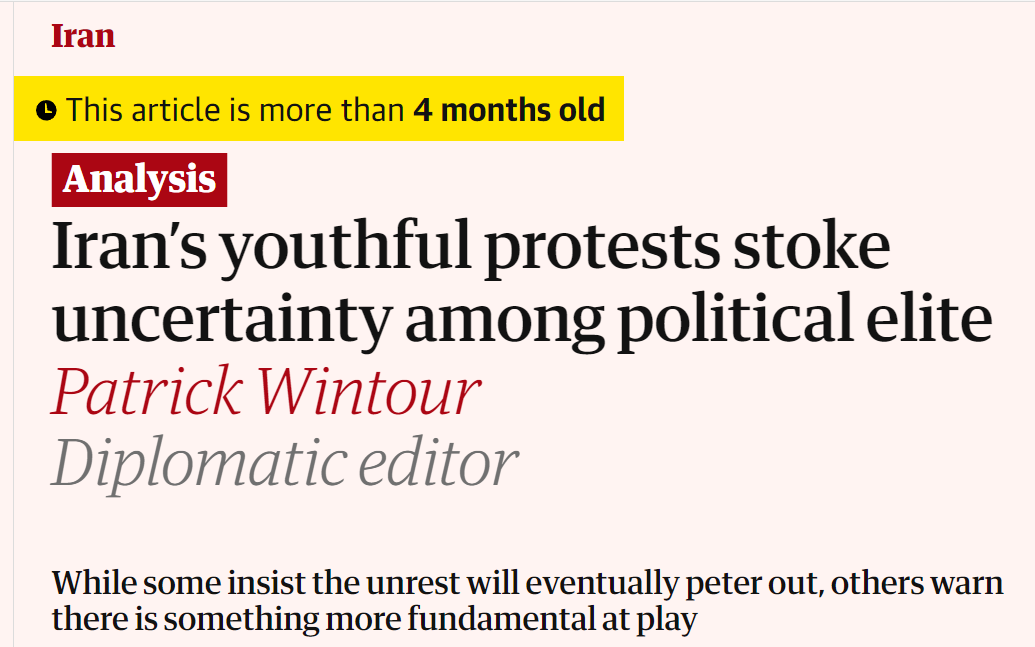 Iran
This article is more than 4 months old
Analysis
Iran’s youthful protests stoke
uncertainty among political elite
Patrick Wintour
Diplomatic editor
While some insist the unrest will eventually peter out, others warn
there is something more fundamental at play